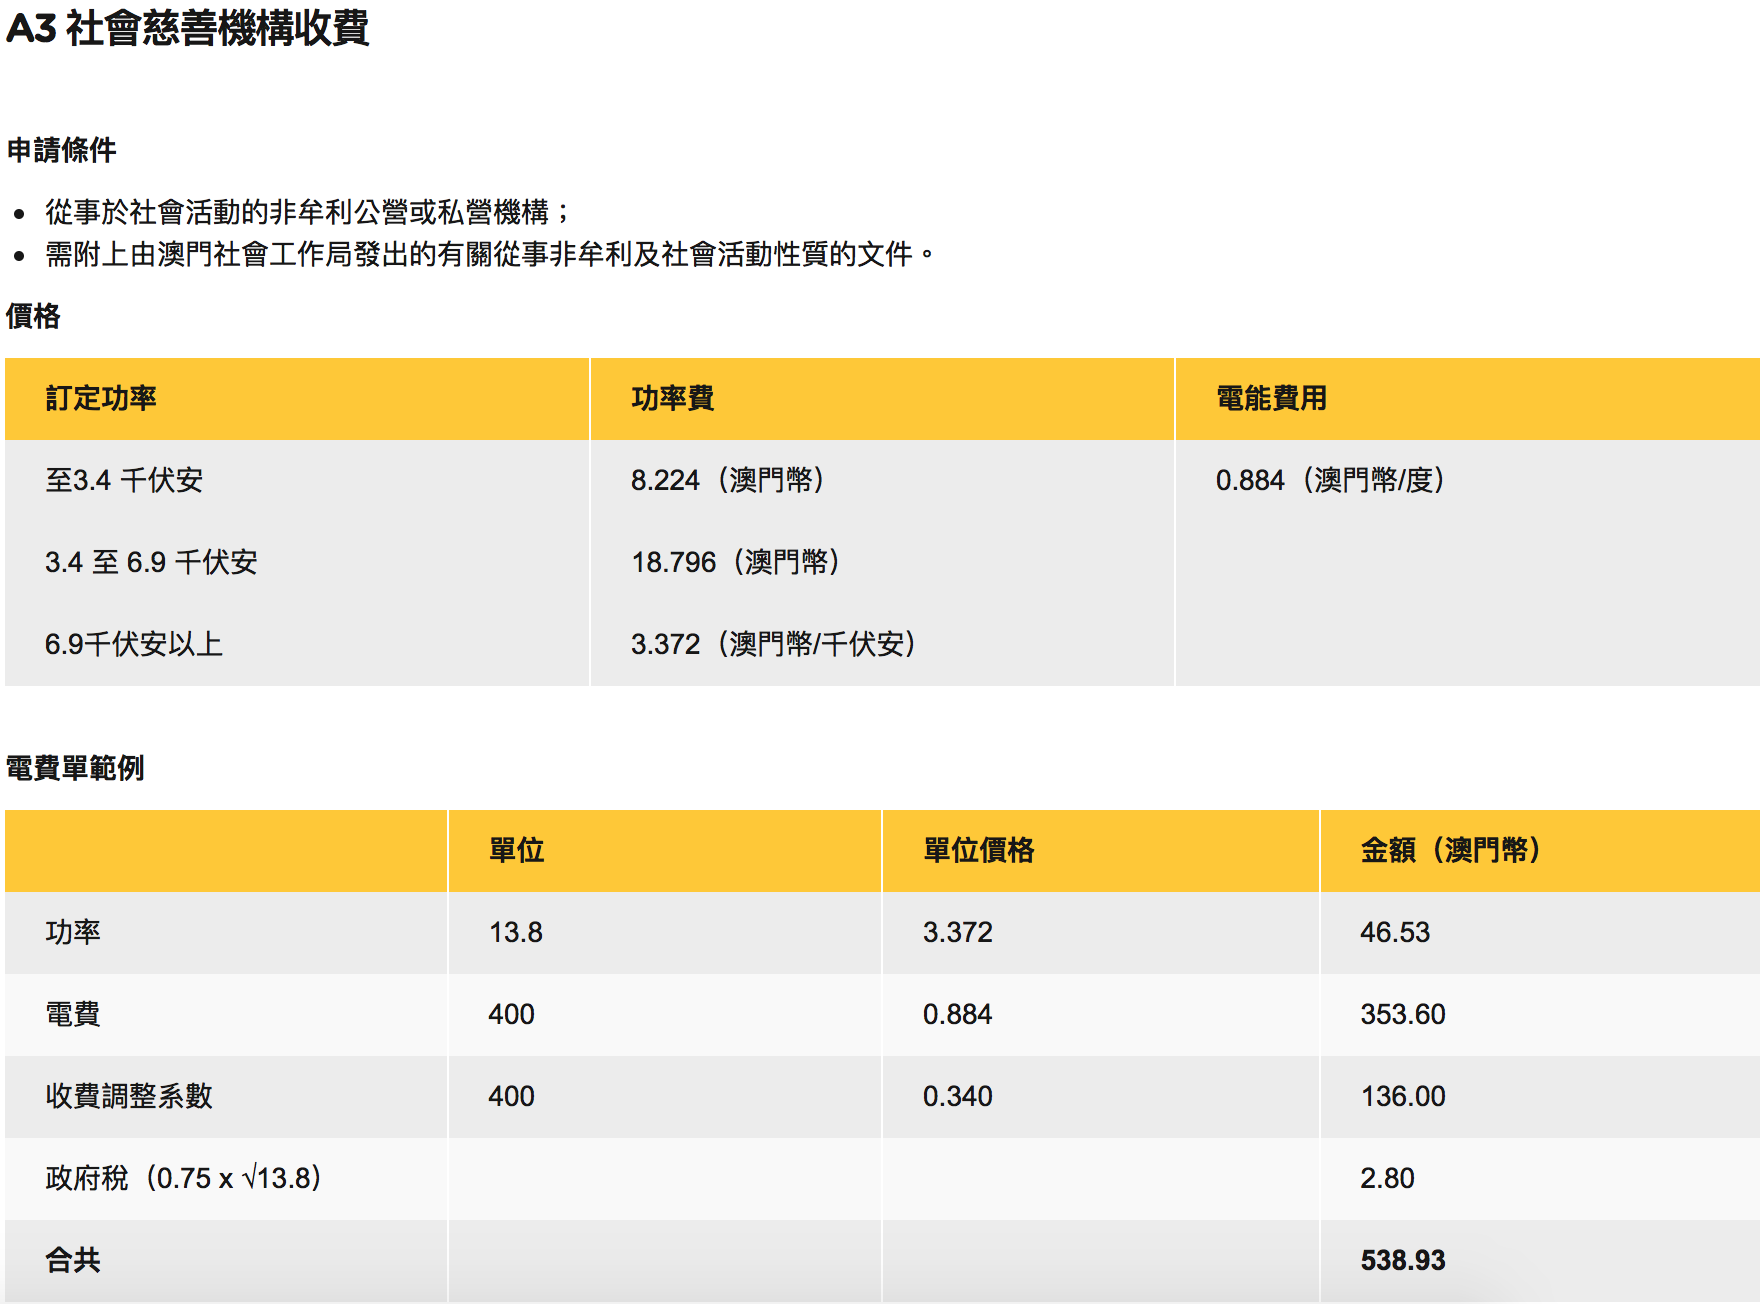 A3 社會慈善機構收費
申請條件
• 從事於社會活動的非牟利公營或私營機構；
• 需附上由澳門社會工作局發出的有關從事非牟利及社會活動性質的文件。
價格
訂定功率 功率費 電能費用
至3.4 千伏安 8.224（澳門幣） 0.884（澳門幣/度）
3.4 至 6.9 千伏安 18.796（澳門幣）
6.9千伏安以上 3.372（澳門幣/千伏安）
電費單範例
單位 單位價格 金額（澳門幣）
功率 13.8 3.372 46.53
電費 400 0.884 353.60
收費調整系數 400 0.340 136.00
政府稅（0.75 x √13.8） 2.80
合共 538.93